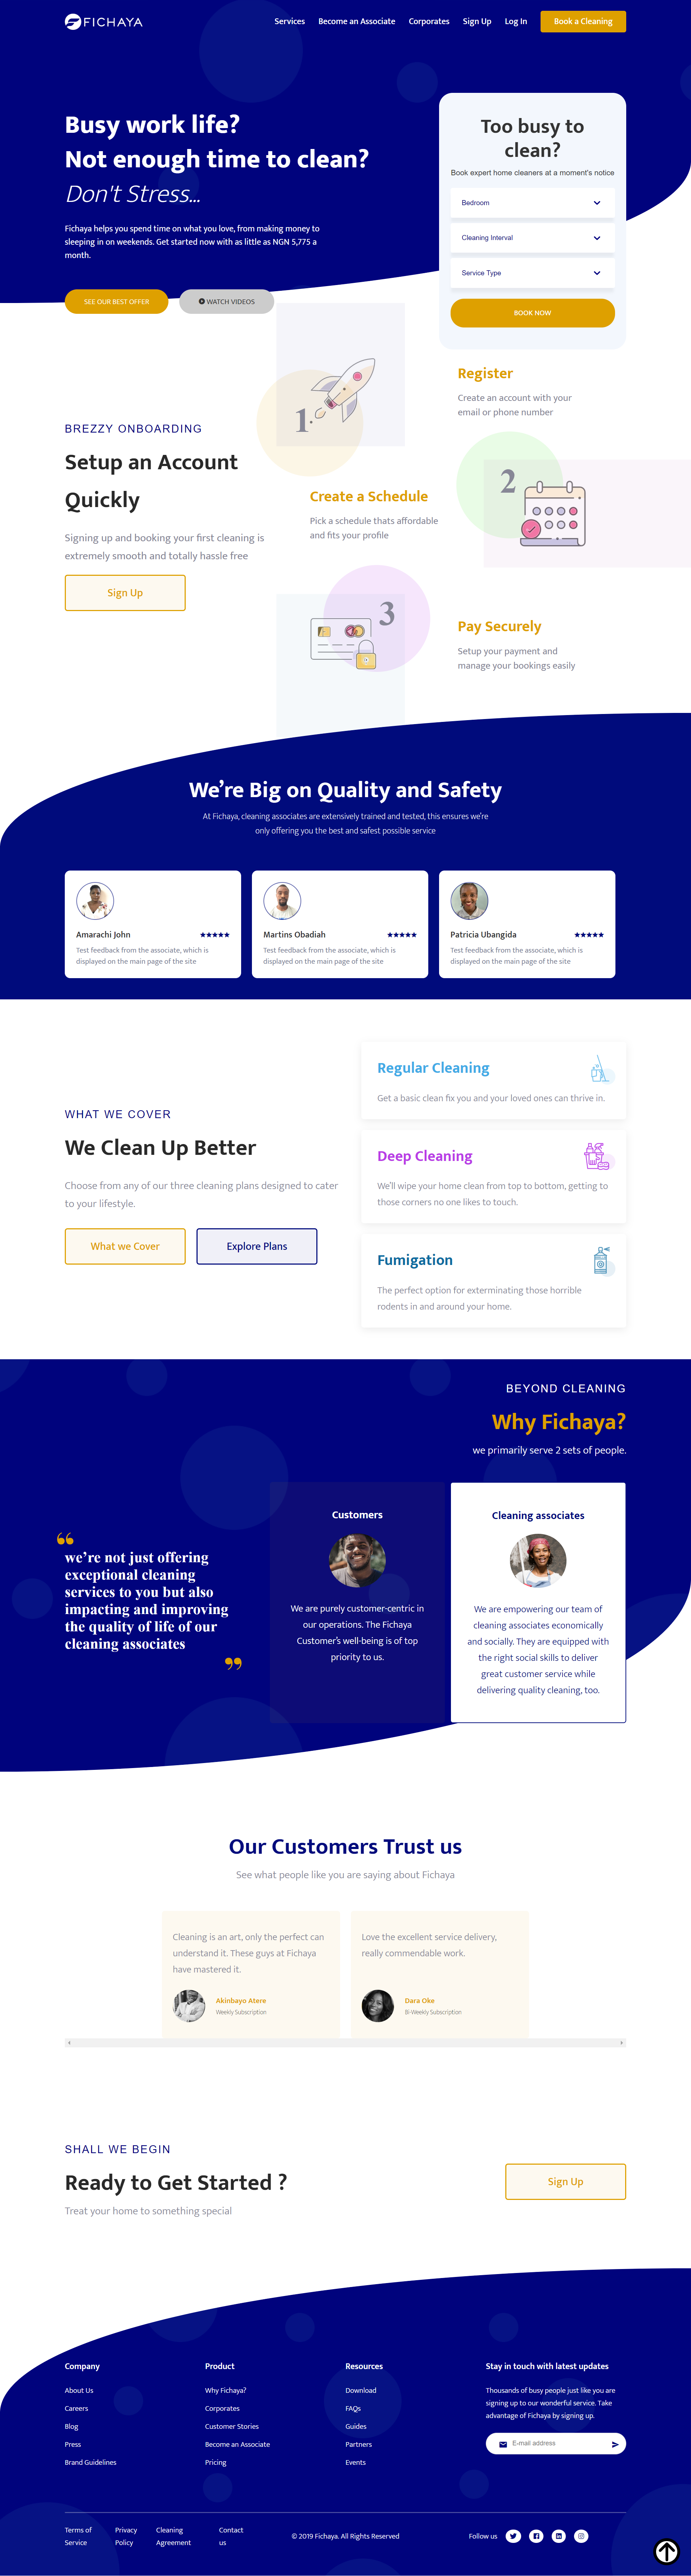 FICHAYA
Services Become an Associate Corporates Sign Up Log In Book a Cleaning
Busy work life?
Not enough time to clean?
Don't Stress...
Fichaya helps you spend time on what you love, from making money to
sleeping in on weekends. Get started now with as little as NGN 5,775 a
month.
SEE OUR BEST OFFER WATCH VIDEOS
Too busy to
clean?
Book expert home cleaners at a moment's notice
Bedroom
Cleaning Interval
Service Type
BOOK NOW
BREZZY ONBOARDING
Setup an Account
Quickly
Signing up and booking your first cleaning is
extremely smooth and totally hassle free
Sign Up
1
Register
Create an account with your
email or phone number
Create a Schedule
Pick a schedule thats affordable
and fits your profile
2
3
Pay Securely
Setup your payment and
manage your bookings easily
We're Big on Quality and Safety
At Fichaya, cleaning associates are extensively trained and tested, this ensures we're
only offering you the best and safest possible service
Amarachi John
Test feedback from the associate, which is
displayed on the main page of the site
Martins Obadiah
Test feedback from the associate, which is
displayed on the main page of the site
Patricia Ubangida
Test feedback from the associate, which is
displayed on the main page of the site
WHAT WE COVER
We Clean Up Better
Choose from any of our three cleaning plans designed to cater
to your lifestyle.
What we Cover Explore Plans
Regular Cleaning
Get a basic clean fix you and your loved ones can thrive in.
Deep Cleaning
We'll wipe your home clean from top to bottom, getting to
those corners no one likes to touch.
Fumigation
The perfect option for exterminating those horrible
rodents in and around your home.
BEYOND CLEANING
Why Fichaya?
we primarily serve 2 sets of people.
“
we're not just offering
exceptional cleaning
services to you but also
impacting and improving
the quality of life of our
cleaning associates
”
Customers
We are purely customer-centric in
our operations. The Fichaya
Customer's well-being is of top
priority to us.
Cleaning associates
We are empowering our team of
cleaning associates economically
and socially. They are equipped with
the right social skills to deliver
great customer service while
delivering quality cleaning, too.
Our Customers Trust us
See what people like you are saying about Fichaya
Cleaning is an art, only the perfect can
understand it. These guys at Fichaya
have mastered it.
Akinbayo Atere
Weekly Subscription
Love the excellent service delivery,
really commendable work.
Dara Oke
Bi-Weekly Subscription
SHALL WE BEGIN
Ready to Get Started ?
Treat your home to something special
Sign Up
Company
About Us
Careers
Blog
Press
Brand Guidelines
Product
Why Fichaya?
Corporates
Customer Stories
Become an Associate
Pricing
Resources
Download
FAQs
Guides
Partners
Events
Stay in touch with latest updates
Thousands of busy people just like you are
signing up to our wonderful service. Take
advantage of Fichaya by signing up.
E-mail address
Terms of
Service
Privacy
Policy
Cleaning
Agreement
Contact
us
© 2019 Fichaya. All Rights Reserved
Follow us